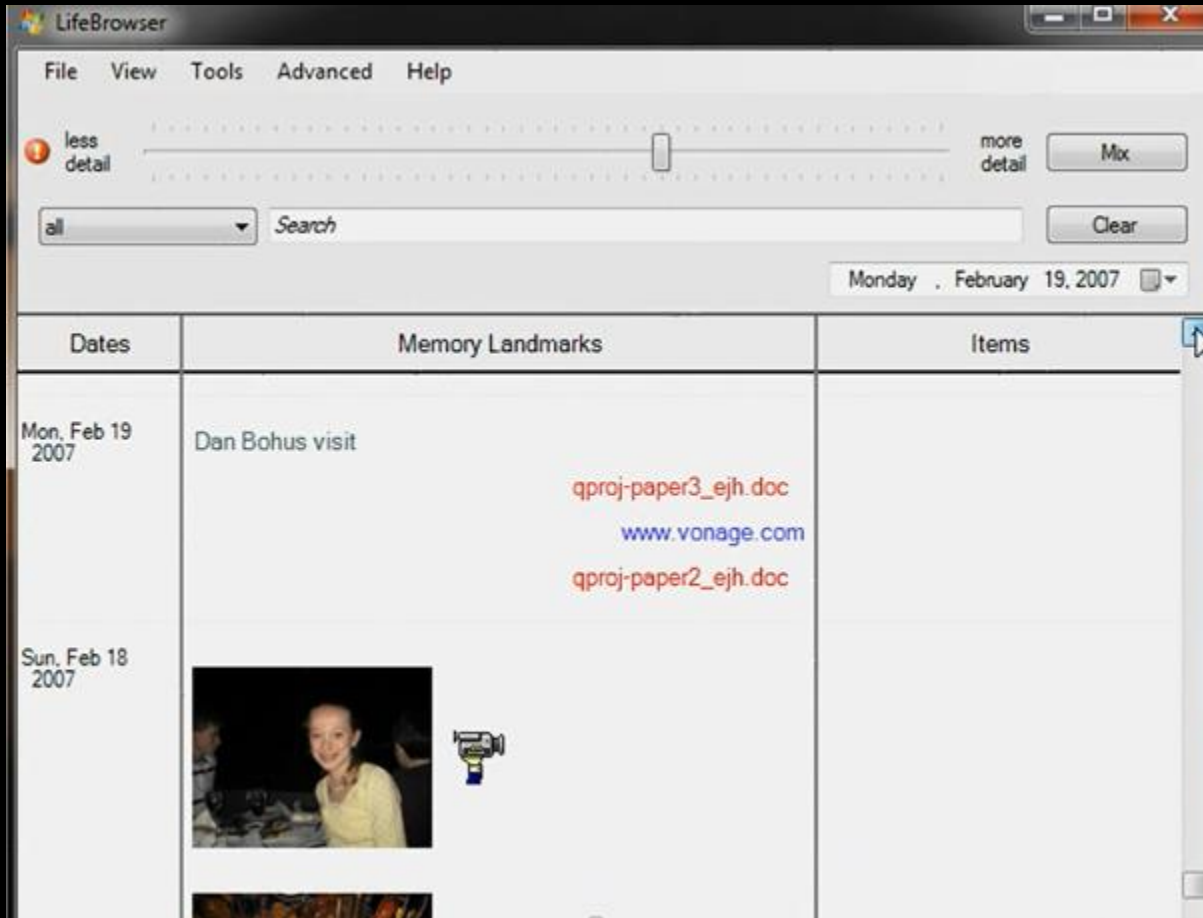 LifeBrowser
File View Tools Advanced Help
less
detail
more
detail
Mix
all
Search
Clear
Monday , February 19, 2007
Dates Memory Landmarks Items
Mon, Feb 19
2007
Dan Bohus visit
qproj-paper3_ejh.doc
www.vonage.com
qproj-paper2_ejh.doc
Sun, Feb 18
2007